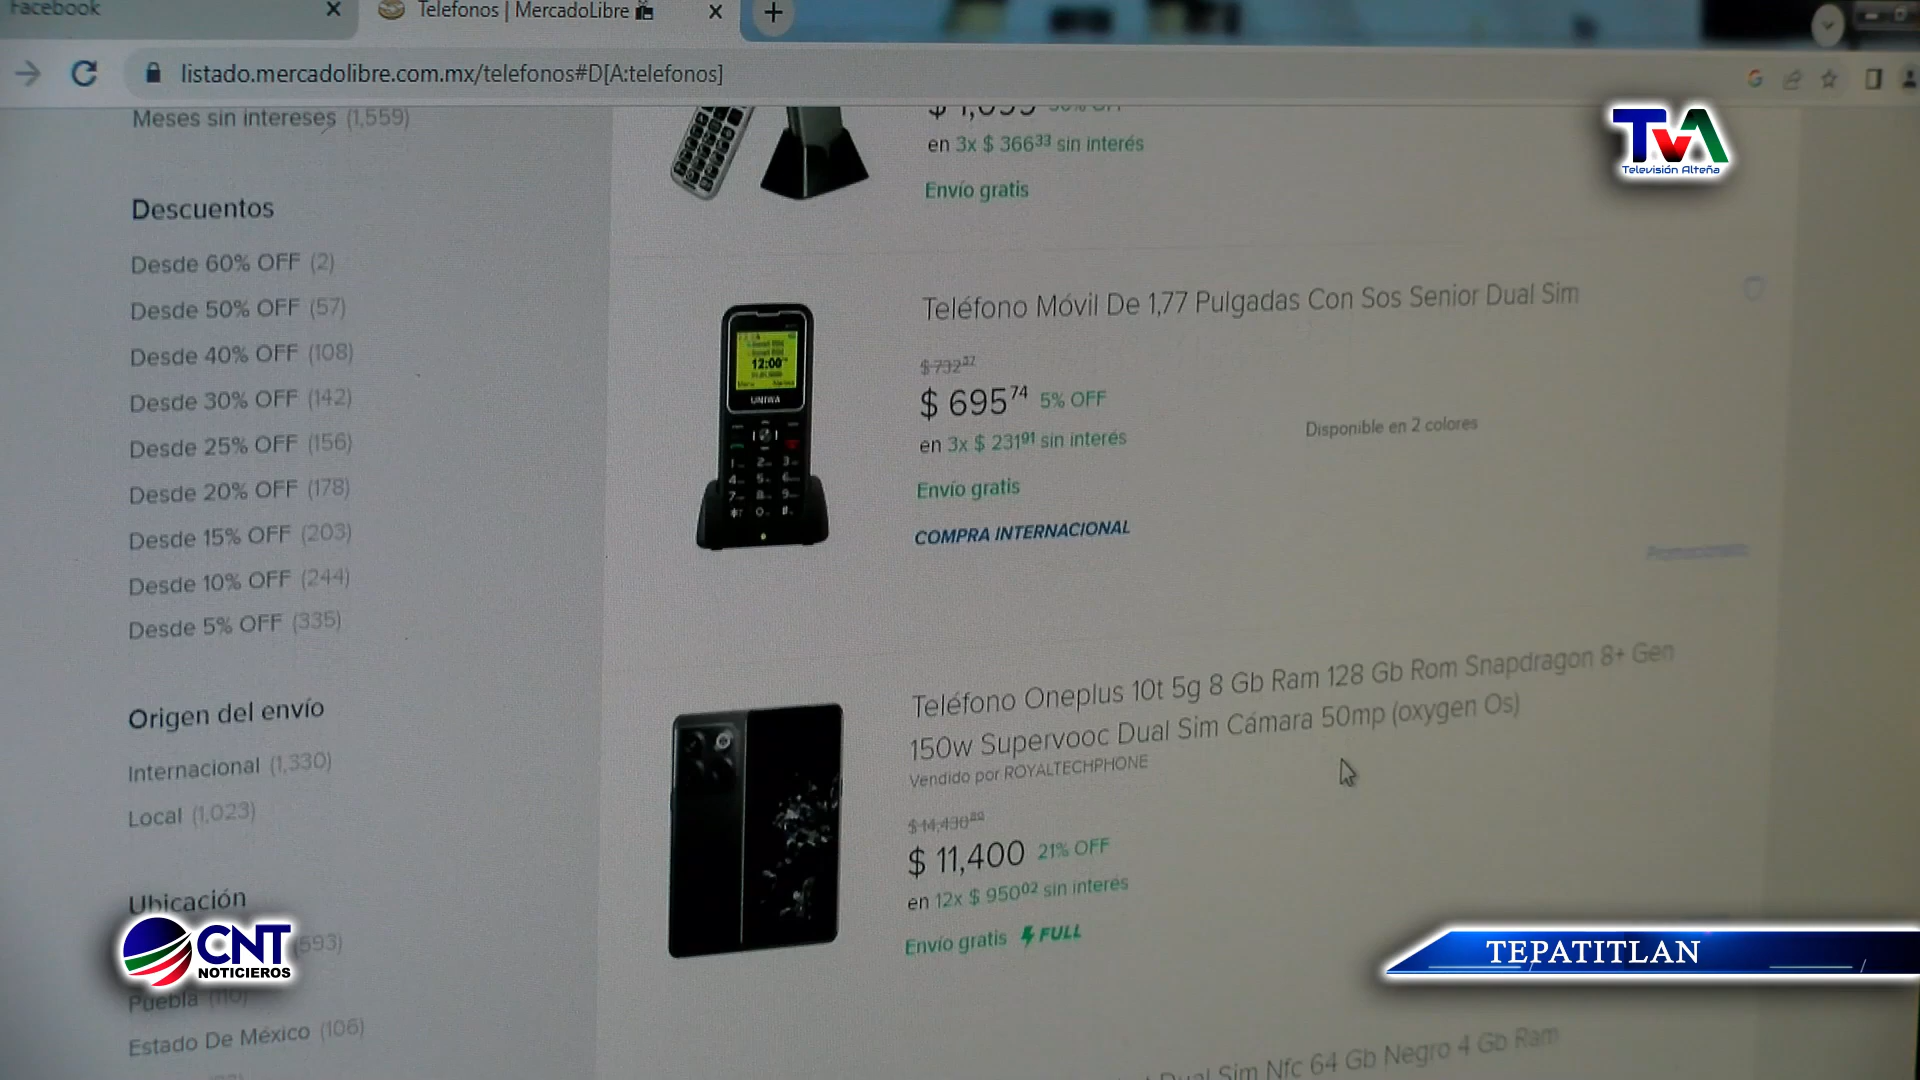 Facebook
Telefonos | MercadoLibre
listado.mercadolibre.com.mx/telefonos#D[A:telefonos]
TVA
Televisión Alteña
Meses sin intereses (1,559)
Descuentos
Desde 60% OFF (2)
Desde 50% OFF (57)
Desde 40% OFF (108)
Desde 30% OFF (142)
Desde 25% OFF (156)
Desde 20% OFF (178)
Desde 15% OFF (203)
Desde 10% OFF (244)
Desde 5% OFF (335)
Origen del envío
Internacional (1,330)
Local (1,023)
Ubicación
(593)
Puebla (110)
Estado De México (106)
en 3x $ 366³³ sin interés
Envío gratis
Teléfono Móvil De 1,77 Pulgadas Con Sos Senior Dual Sim
12:00
UNIWA
$ 695⁷⁴ 5% OFF
en 3x $ 231⁹¹ sin interés
Disponible en 2 colores
Envío gratis
COMPRA INTERNACIONAL
Teléfono Oneplus 10t 5g 8 Gb Ram 128 Gb Rom Snapdragon 8+ Gen
150w Supervooc Dual Sim Cámara 50mp (oxygen Os)
Vendido por ROYALTECHPHONE
$ 11,400 21% OFF
en 12x $ 950⁰² sin interés
Envío gratis FULL
Dual Sim Nfc 64 Gb Negro 4 Gb Ram
CNT
NOTICIEROS
TEPATITLAN